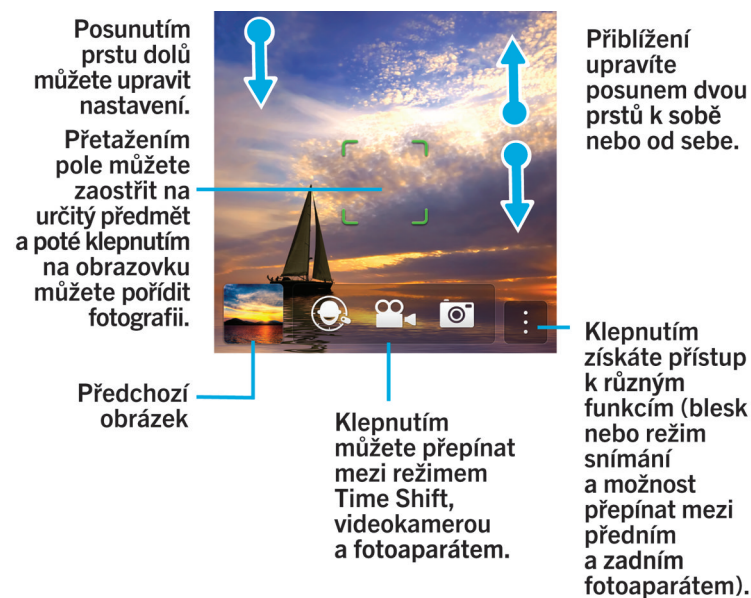 Posunutím
prstu dolů
můžete upravit
nastavení.
Přetažením
pole můžete
zaostřit na
určitý předmět
a poté klepnutím
na obrazovku
můžete pořídit
fotografii.
Předchozí
obrázek
Klepnutím
můžete přepínat
mezi režimem
Time Shift,
videokamerou
a fotoaparátem.
Přiblížení
upravíte
posunem dvou
prstů k sobě
nebo od sebe.
Klepnutím
získáte přístup
k různým
funkcím (blesk
nebo režim
snímání
a možnost
přepínat mezi
předním
a zadním
fotoaparátem).